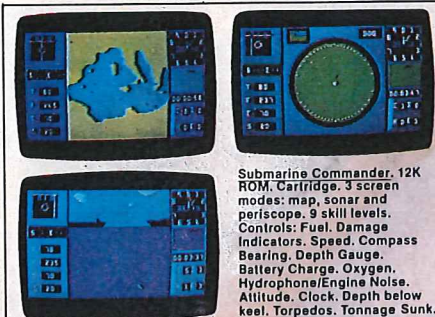 Submarine Commander. 12K
ROM. Cartridge. 3 screen
modes: map, sonar and
periscope. 9 skill levels.
Controls: Fuel. Damage
Indicators. Speed. Compass
Bearing. Depth Gauge.
Battery Charge. Oxygen.
Hydrophone/Engine Noise.
Attitude. Clock. Depth below
keel. Torpedos. Tonnage Sunk.